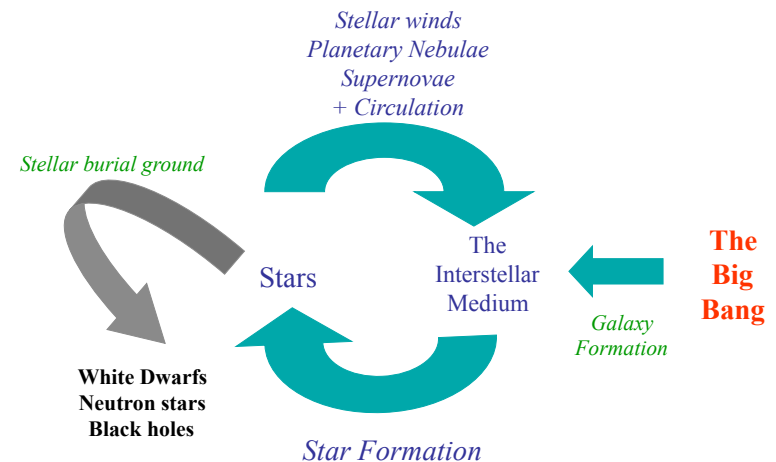 Stellar winds
Planetary Nebulae
Supernovae
+ Circulation
Stellar burial ground
Stars
The
Interstellar
Medium
The
Big
Bang
Galaxy
Formation
White Dwarfs
Neutron stars
Black holes
Star Formation